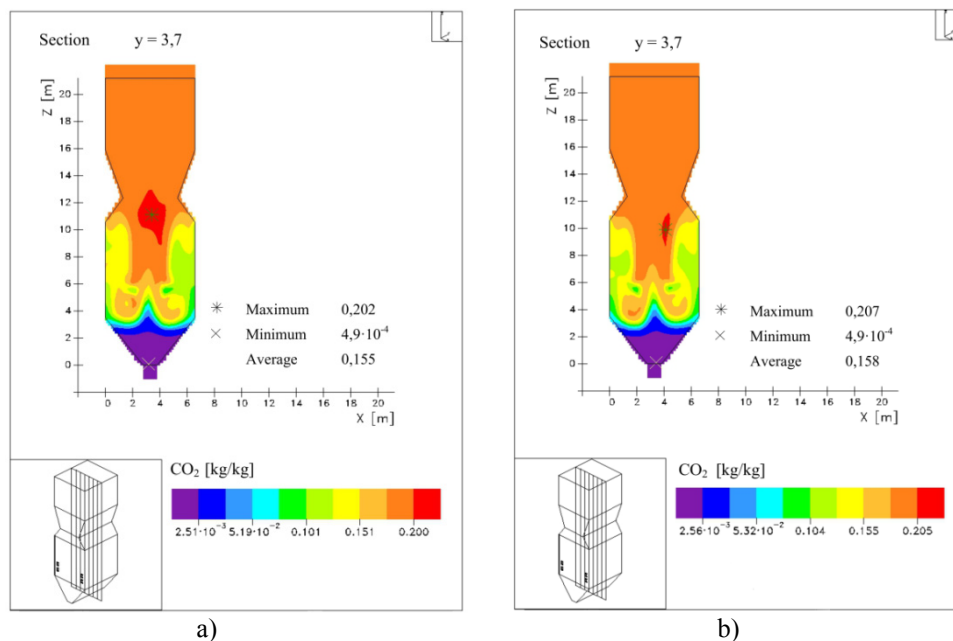 Section y = 3,7
Z [m]
20
18
16
14
12
10
8
6
4
2
0
Maximum 0,202
Minimum 4,9·10⁻⁴
Average 0,155
0 2 4 6 8 10 12 14 16 18 20
X [m]
CO₂ [kg/kg]
2.51·10⁻³ 5.19·10⁻² 0.101 0.151 0.200
a)
Section y = 3,7
Z [m]
20
18
16
14
12
10
8
6
4
2
0
Maximum 0,207
Minimum 4,9·10⁻⁴
Average 0,158
0 2 4 6 8 10 12 14 16 18 20
X [m]
CO₂ [kg/kg]
2.56·10⁻³ 5.32·10⁻² 0.104 0.155 0.205
b)